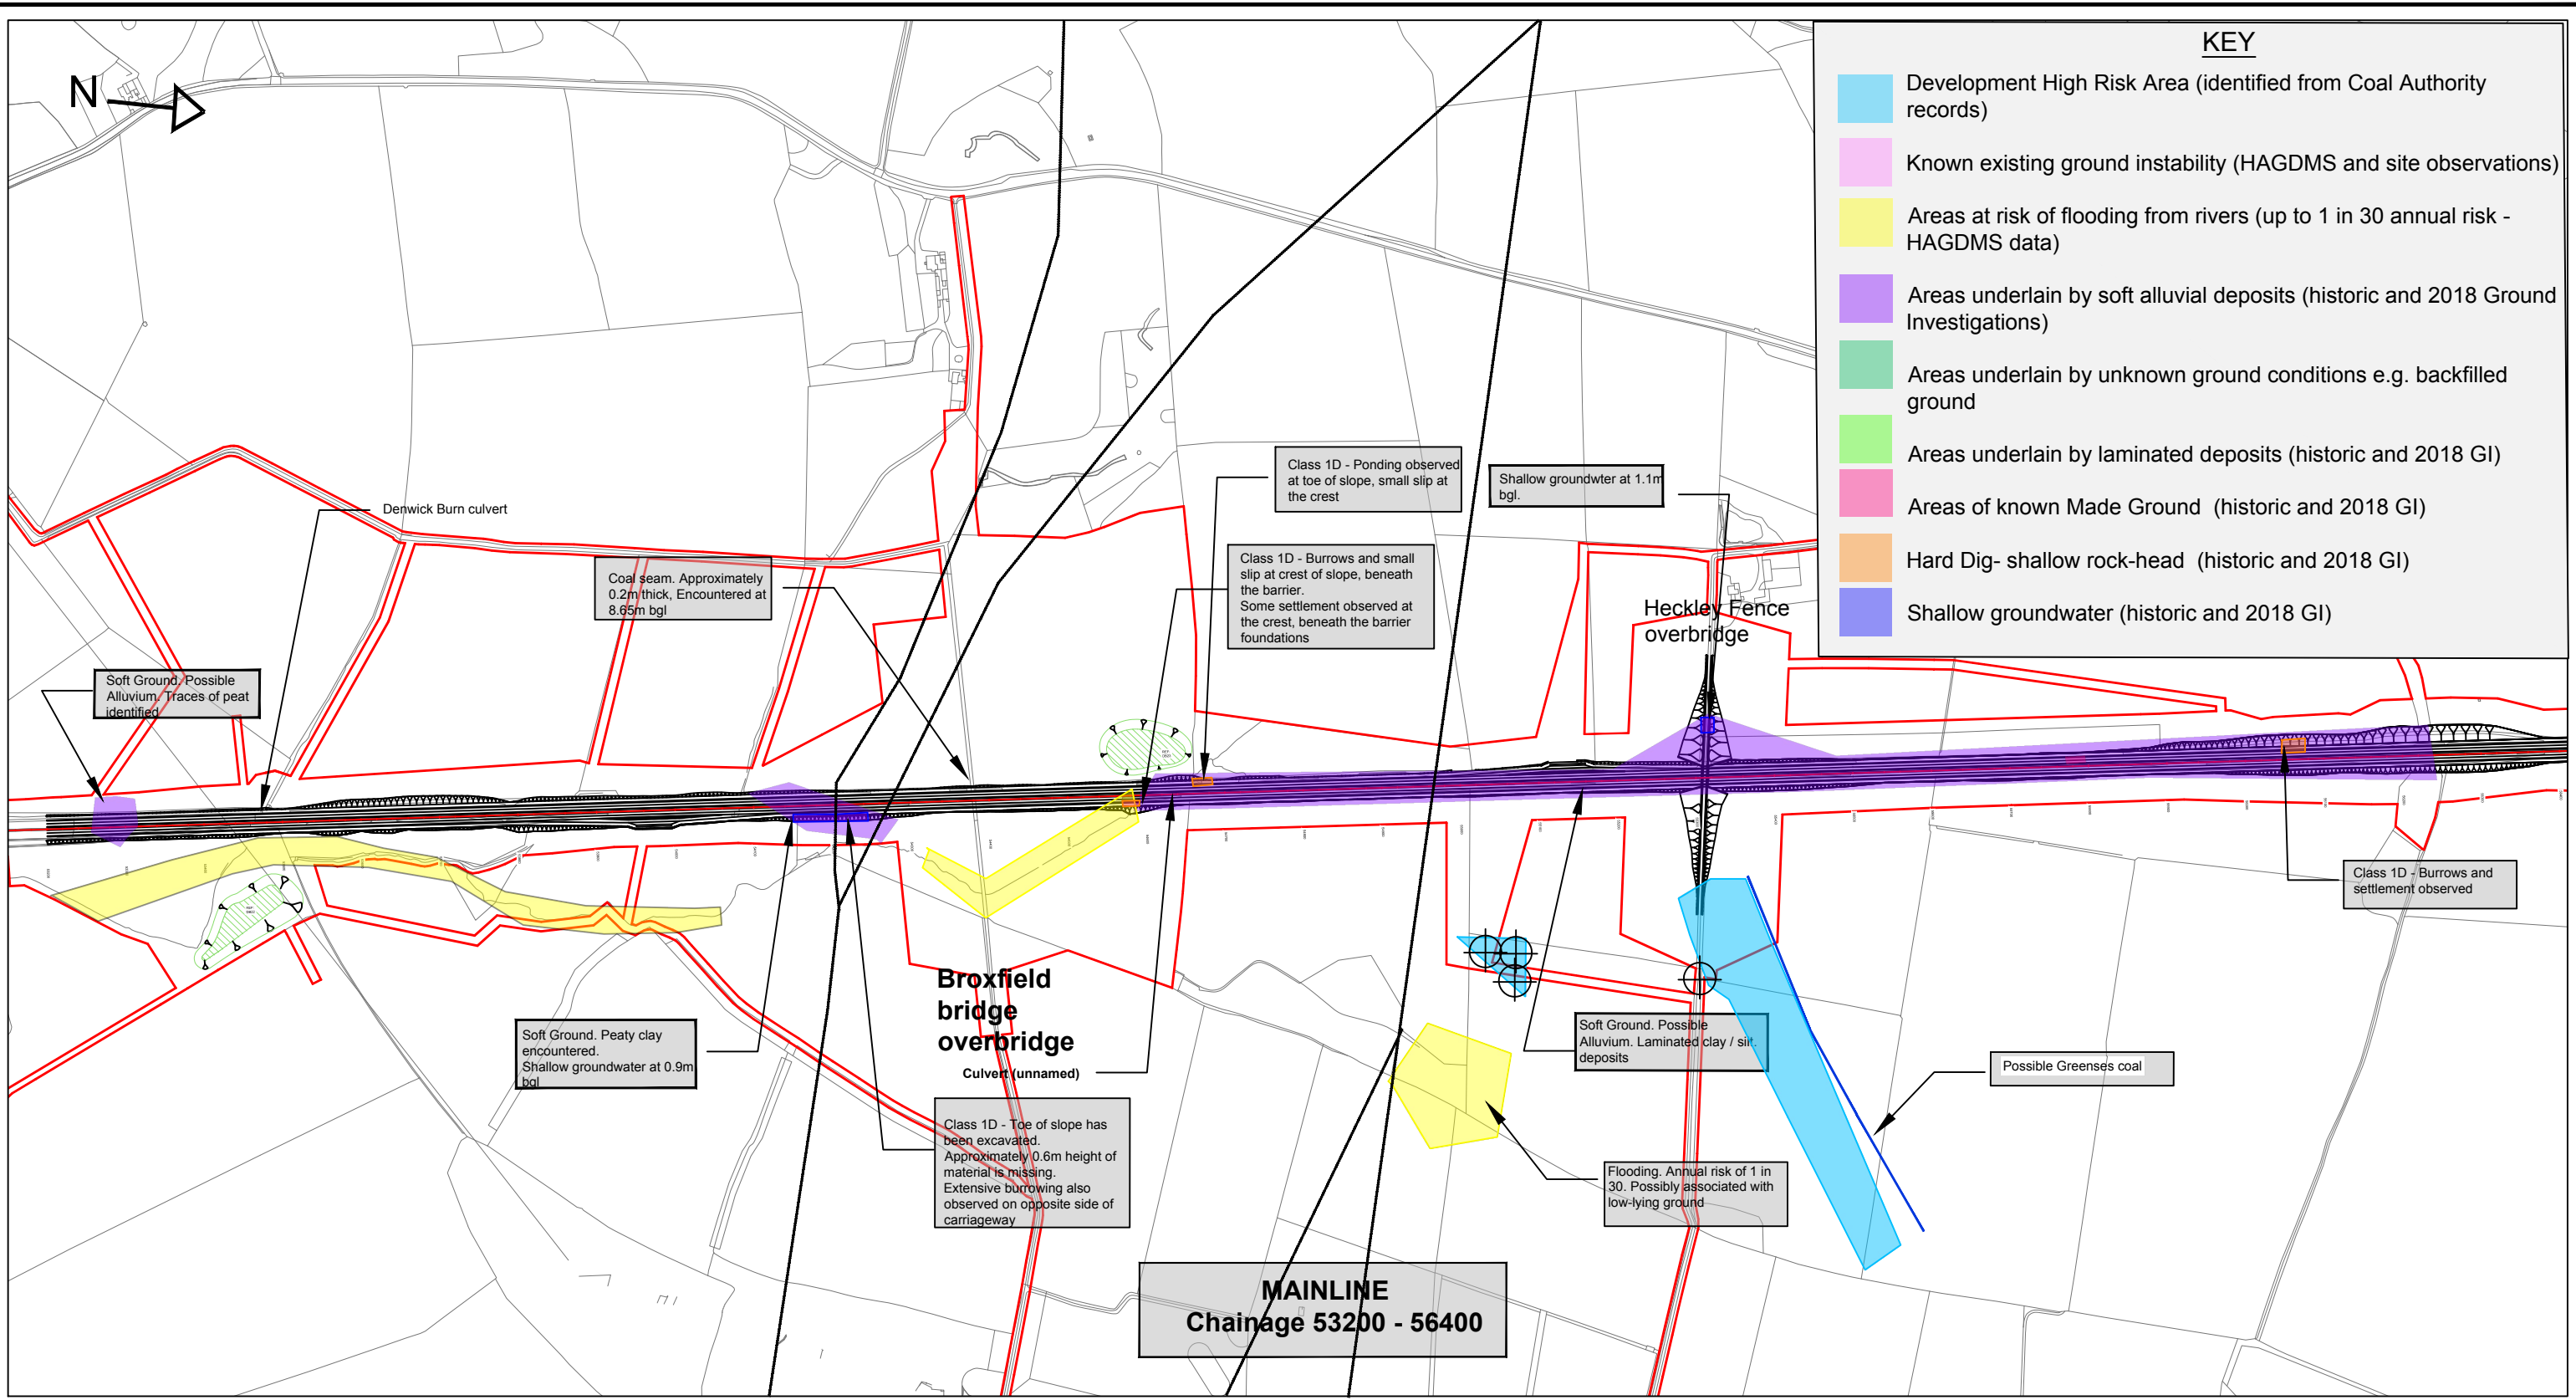 N
KEY
Development High Risk Area (identified from Coal Authority
records)
Known existing ground instability (HAGDMS and site observations)
Areas at risk of flooding from rivers (up to 1 in 30 annual risk -
HAGDMS data)
Areas underlain by soft alluvial deposits (historic and 2018 Ground
Investigations)
Areas underlain by unknown ground conditions e.g. backfilled
ground
Areas underlain by laminated deposits (historic and 2018 GI)
Areas of known Made Ground (historic and 2018 GI)
Hard Dig- shallow rock-head (historic and 2018 GI)
Shallow groundwater (historic and 2018 GI)
Class 1D - Ponding observed
at toe of slope, small slip at
the crest
Shallow groundwter at 1.1m
bgl.
Denwick Burn culvert
Class 1D - Burrows and small
slip at crest of slope, beneath
the barrier.
Some settlement observed at
the crest, beneath the barrier
foundations
Coal seam. Approximately
0.2m thick, Encountered at
8.65m bgl
Heckley Fence
overbridge
Soft Ground. Possible
Alluvium. Traces of peat
identified
Class 1D - Burrows and
settlement observed
Broxfield
bridge
overbridge
Culvert (unnamed)
Soft Ground. Peaty clay
encountered.
Shallow groundwater at 0.9m
bgl
Soft Ground. Possible
Alluvium. Laminated clay / silt.
deposits
Possible Greenses coal
Class 1D - Toe of slope has
been excavated.
Approximately 0.6m height of
material is missing.
Extensive burrowing also
observed on opposite side of
carriageway
Flooding. Annual risk of 1 in
30. Possibly associated with
low-lying ground
MAINLINE
Chainage 53200 - 56400